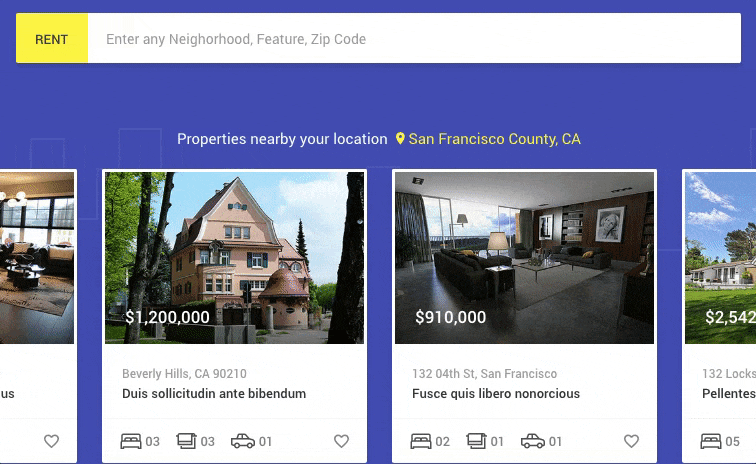 RENT
Enter any Neighorhood, Feature, Zip Code
Properties nearby your location San Francisco County, CA
$1,200,000
$910,000
$2,542
Beverly Hills, CA 90210
132 04th St, San Francisco
132 Locks
us
Duis sollicitudin ante bibendum
Fusce quis libero nonorcious
Pellentes
03 03 01
02 01 01
05